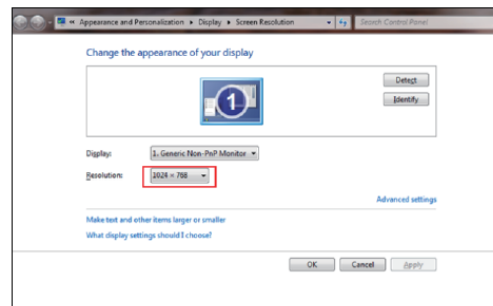 « Appearance and Personalization ▸ Display ▸ Screen Resolution
Search Control Panel
Change the appearance of your display
1
Detect
Identify
Display: 1. Generic Non-PnP Monitor
Resolution: 1024 × 768
Advanced settings
Make text and other items larger or smaller
What display settings should I choose?
OK Cancel Apply